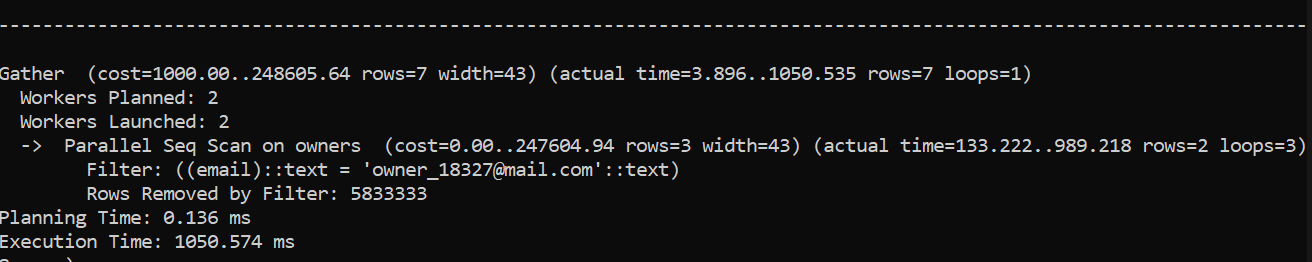 ------------------------------------------------------------------------------------------------------------------------
Gather  (cost=1000.00..248605.64 rows=7 width=43) (actual time=3.896..1050.535 rows=7 loops=1)
  Workers Planned: 2
  Workers Launched: 2
  ->  Parallel Seq Scan on owners  (cost=0.00..247604.94 rows=3 width=43) (actual time=133.222..989.218 rows=2 loops=3)
        Filter: ((email)::text = 'owner_18327@mail.com'::text)
        Rows Removed by Filter: 5833333
Planning Time: 0.136 ms
Execution Time: 1050.574 ms